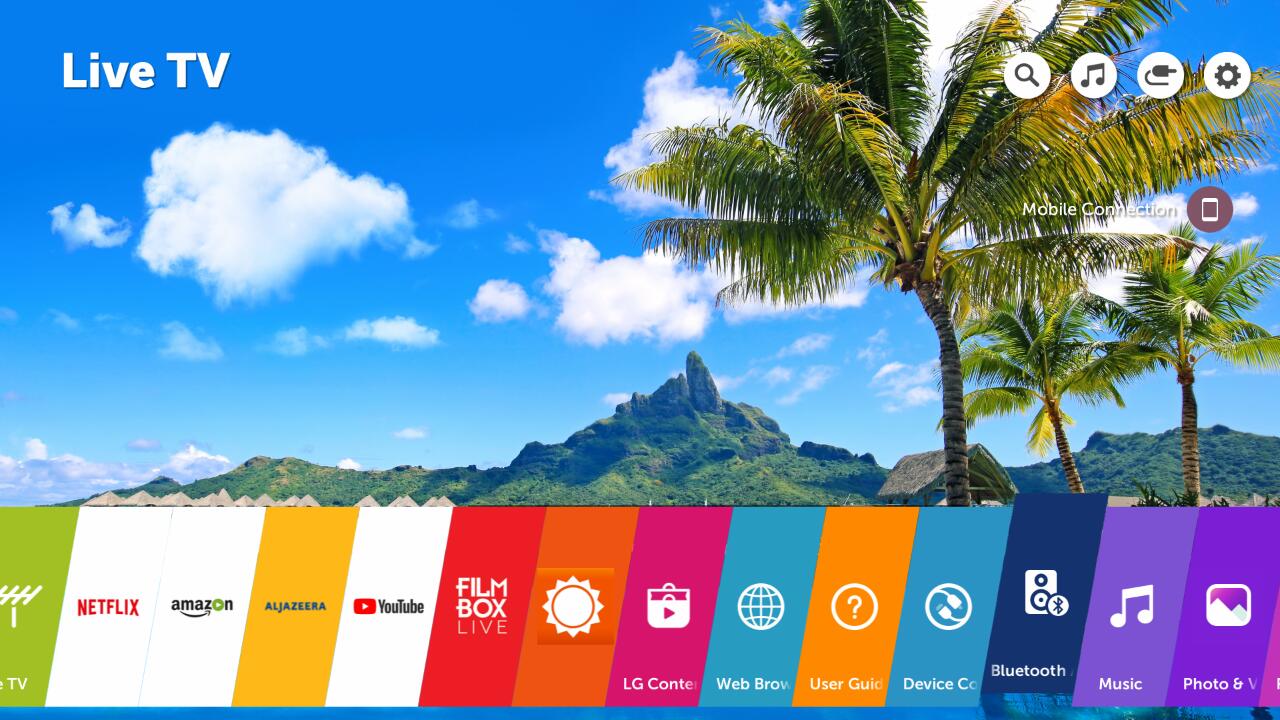 Live TV
Mobile Connection
NETFLIX
amazon
ALJAZEERA
YouTube
FILM
BOX
LIVE
e TV
LG Conte
Web Brow
User Guid
Device Co
Bluetooth
Music
Photo & V